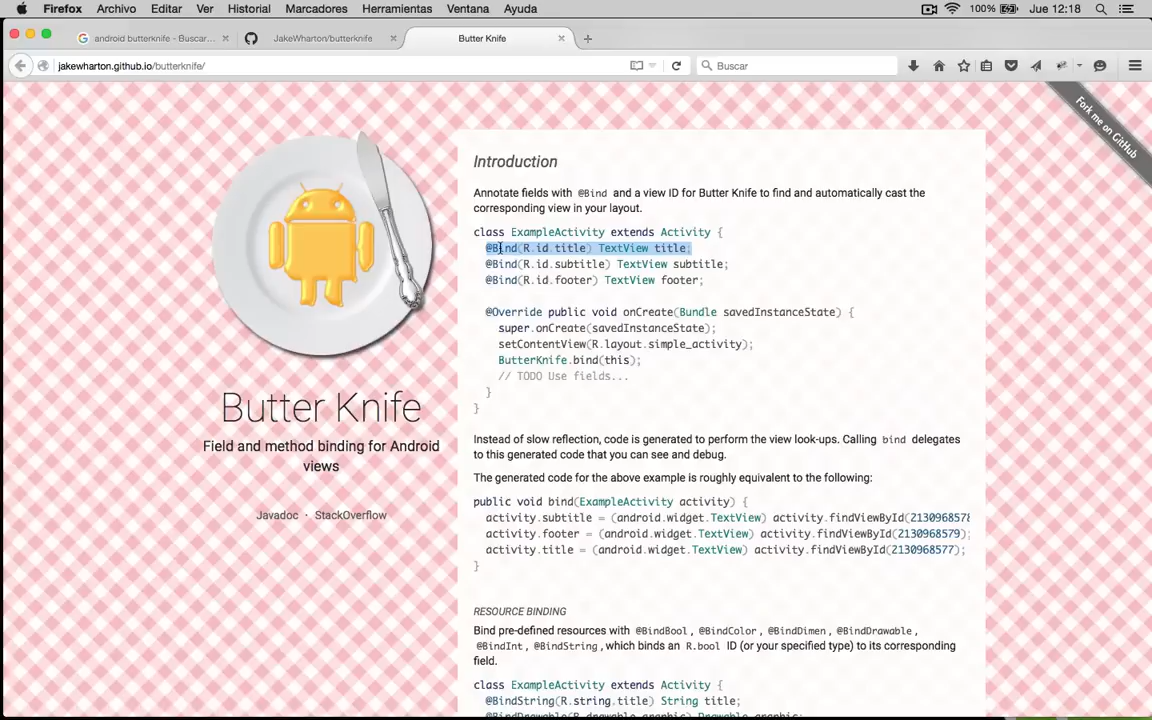 Firefox Archivo Editar Ver Historial Marcadores Herramientas Ventana Ayuda 100% Jue 12:18
android butterknife - Buscar...
JakeWharton/butterknife
Butter Knife
jakewharton.github.io/butterknife/
Buscar
Fork me on GitHub
Butter Knife
Field and method binding for Android
views
Javadoc · StackOverflow
Introduction
Annotate fields with @Bind and a view ID for Butter Knife to find and automatically cast the
corresponding view in your layout.
class ExampleActivity extends Activity {
@Bind(R.id.title) TextView title;
@Bind(R.id.subtitle) TextView subtitle;
@Bind(R.id.footer) TextView footer;
@Override public void onCreate(Bundle savedInstanceState) {
super.onCreate(savedInstanceState);
setContentView(R.layout.simple_activity);
ButterKnife.bind(this);
// TODO Use fields...
}
}
Instead of slow reflection, code is generated to perform the view look-ups. Calling bind delegates
to this generated code that you can see and debug.
The generated code for the above example is roughly equivalent to the following:
public void bind(ExampleActivity activity) {
activity.subtitle = (android.widget.TextView) activity.findViewById(2130968578
activity.footer = (android.widget.TextView) activity.findViewById(2130968579);
activity.title = (android.widget.TextView) activity.findViewById(2130968577);
}
RESOURCE BINDING
Bind pre-defined resources with @BindBool, @BindColor, @BindDimen, @BindDrawable,
@BindInt, @BindString, which binds an R.bool ID (or your specified type) to its corresponding
field.
class ExampleActivity extends Activity {
@BindString(R.string.title) String title;
@BindDrawable(R.drawable.graphic) Drawable graphic;